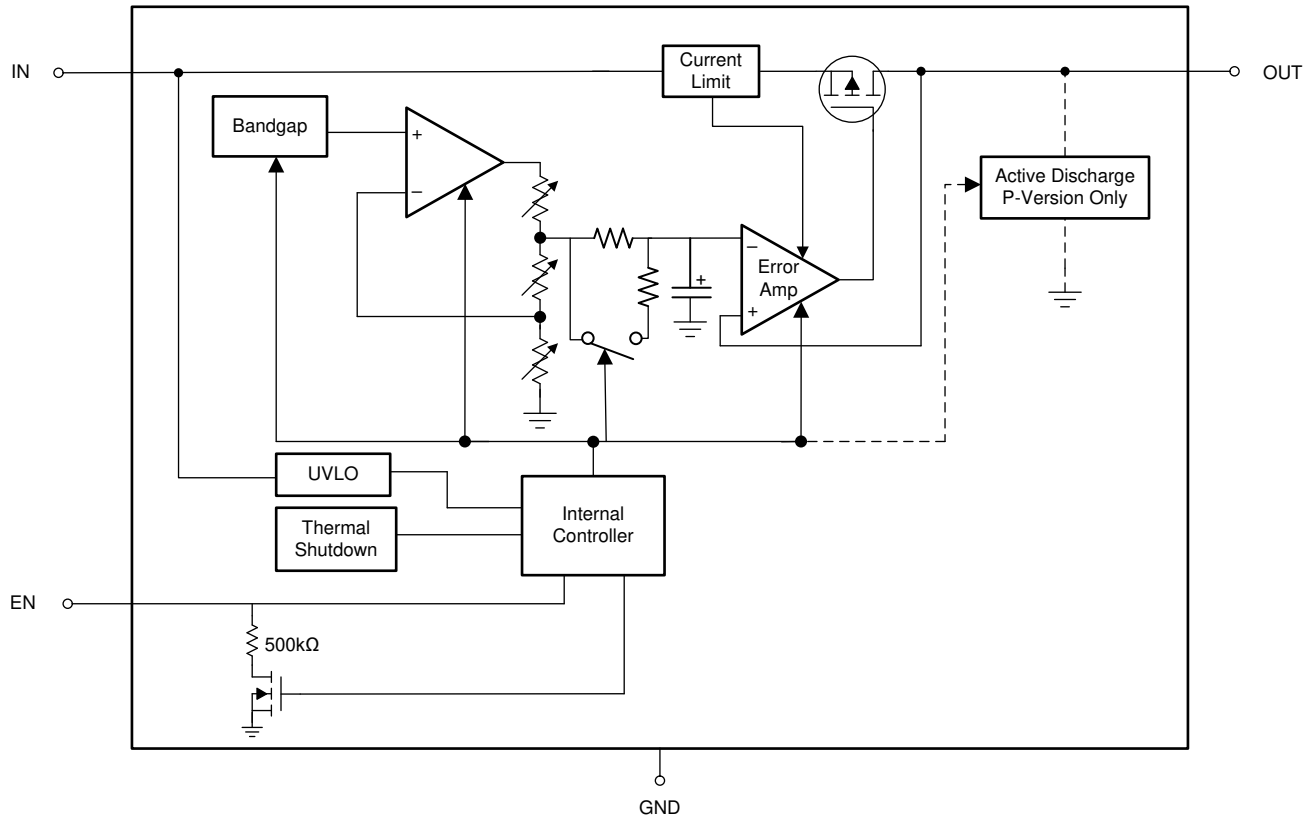 IN
Current
Limit
OUT
Bandgap
+
−
Active Discharge
P-Version Only
+
−
Error
Amp
+
UVLO
Thermal
Shutdown
Internal
Controller
EN
500kΩ
GND